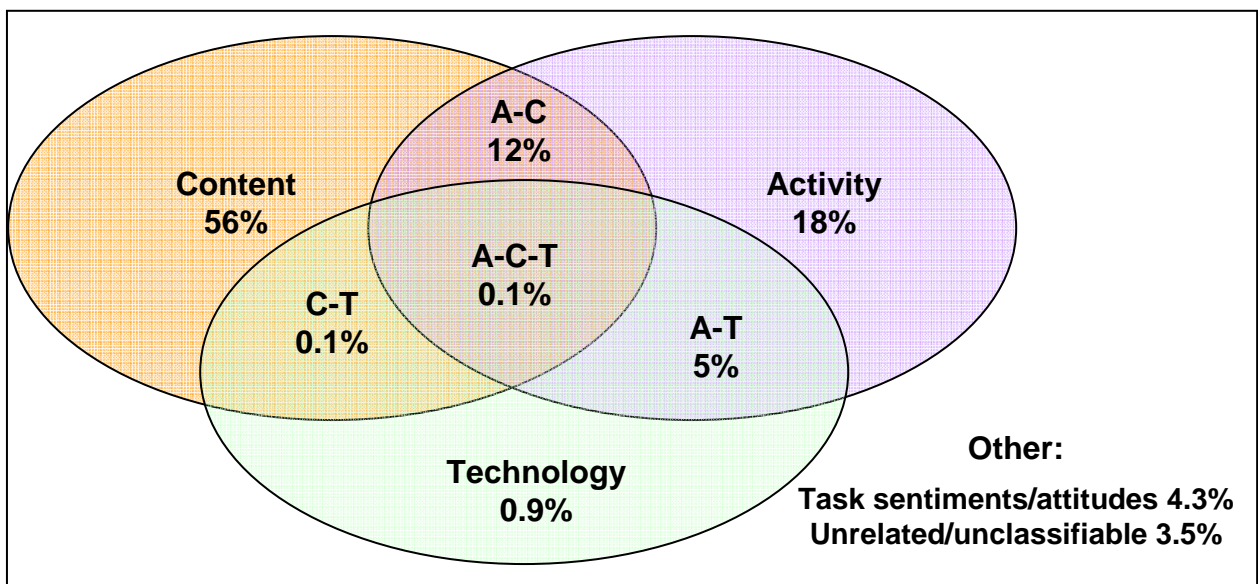 A-C
12%
Content
56%
Activity
18%
A-C-T
0.1%
C-T
0.1%
A-T
5%
Technology
0.9%
Other:
Task sentiments/attitudes 4.3%
Unrelated/unclassifiable 3.5%